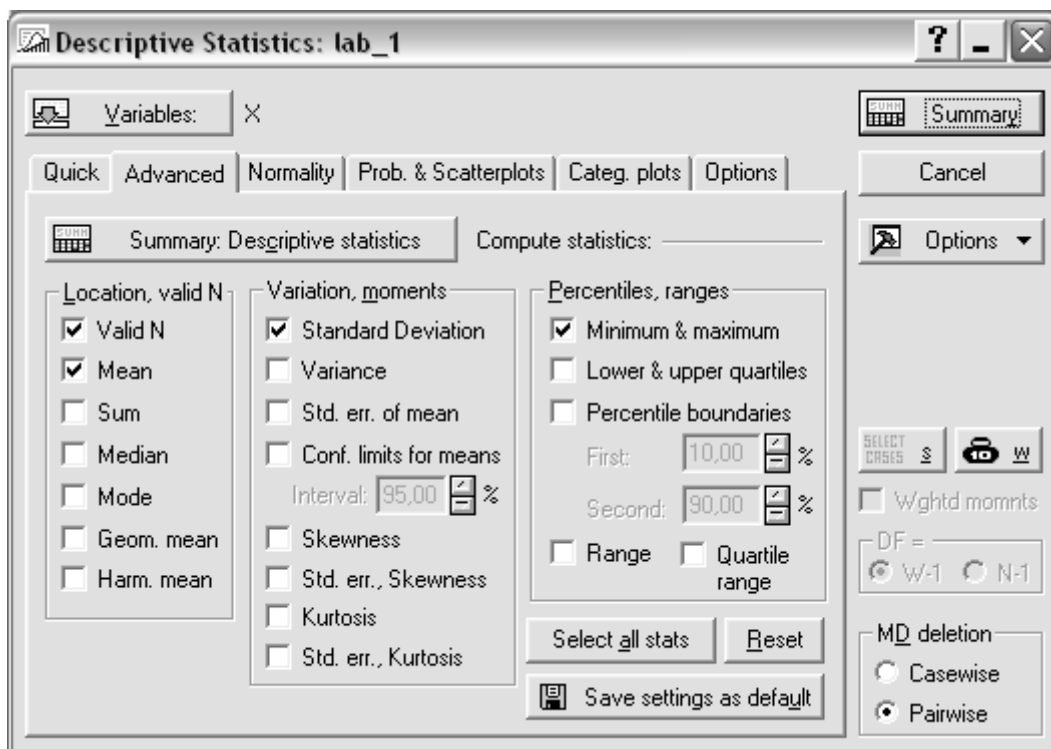 Descriptive Statistics: lab_1
?
Variables: X
Summary
Quick Advanced Normality Prob. & Scatterplots Categ. plots Options
Cancel
SUMM Summary: Descriptive statistics
Compute statistics:
Options
Location, valid N
Valid N
Mean
Sum
Median
Mode
Geom. mean
Harm. mean
Variation, moments
Standard Deviation
Variance
Std. err. of mean
Conf. limits for means
Interval: 95,00 %
Skewness
Std. err., Skewness
Kurtosis
Std. err., Kurtosis
Percentiles, ranges
Minimum & maximum
Lower & upper quartiles
Percentile boundaries
First: 10,00 %
Second: 90,00 %
Range
Quartile
range
Select all stats
Reset
Save settings as default
SELECT
CASES S
W
Wghtd momnts
DF =
W-1 N-1
MD deletion
Casewise
Pairwise